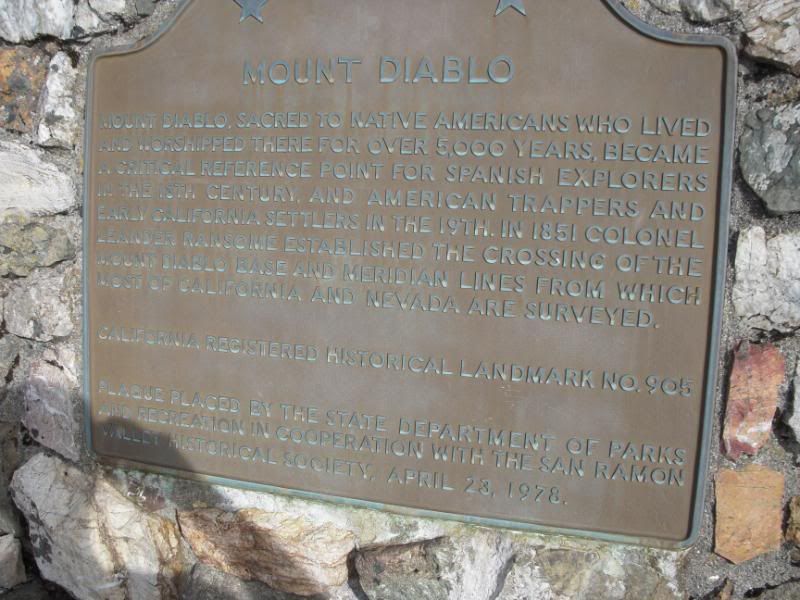 MOUNT DIABLO
MOUNT DIABLO, SACRED TO NATIVE AMERICANS WHO LIVED
AND WORSHIPPED THERE FOR OVER 5,000 YEARS, BECAME
A CRITICAL REFERENCE POINT FOR SPANISH EXPLORERS
IN THE 18TH CENTURY, AND AMERICAN TRAPPERS AND
EARLY CALIFORNIA SETTLERS IN THE 19TH. IN 1851 COLONEL
LEANDER RANSOME ESTABLISHED THE CROSSING OF THE
MOUNT DIABLO BASE AND MERIDIAN LINES FROM WHICH
MOST OF CALIFORNIA AND NEVADA ARE SURVEYED.
CALIFORNIA REGISTERED HISTORICAL LANDMARK NO. 905
PLAQUE PLACED BY THE STATE DEPARTMENT OF PARKS
AND RECREATION IN COOPERATION WITH THE SAN RAMON
VALLEY HISTORICAL SOCIETY, APRIL 23, 1978.